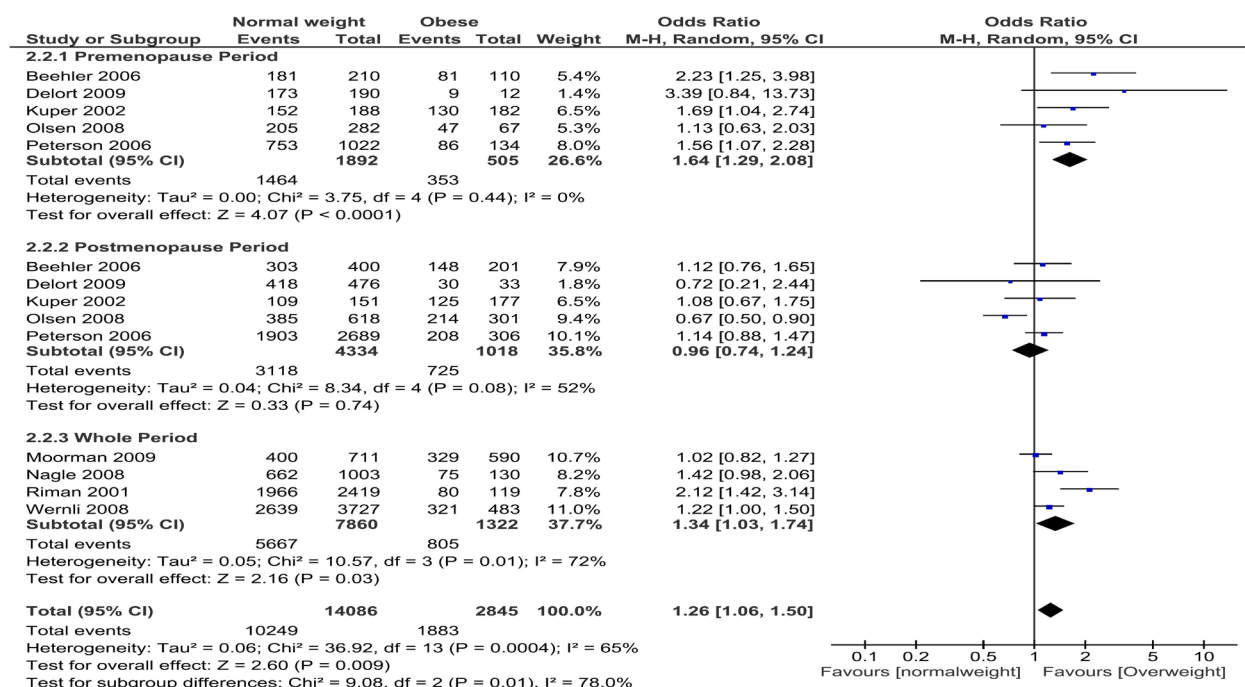 Normal weight Obese Odds Ratio Odds Ratio
Study or Subgroup Events Total Events Total Weight M-H, Random, 95% CI M-H, Random, 95% CI
2.2.1 Premenopause Period
Beehler 2006 181 210 81 110 5.4% 2.23 [1.25, 3.98]
Delort 2009 173 190 9 12 1.4% 3.39 [0.84, 13.73]
Kuper 2002 152 188 130 182 6.5% 1.69 [1.04, 2.74]
Olsen 2008 205 282 47 67 5.3% 1.13 [0.63, 2.03]
Peterson 2006 753 1022 86 134 8.0% 1.56 [1.07, 2.28]
Subtotal (95% CI) 1892 505 26.6% 1.64 [1.29, 2.08]
Total events 1464 353
Heterogeneity: Tau² = 0.00; Chi² = 3.75, df = 4 (P = 0.44); I² = 0%
Test for overall effect: Z = 4.07 (P < 0.0001)
2.2.2 Postmenopause Period
Beehler 2006 303 400 148 201 7.9% 1.12 [0.76, 1.65]
Delort 2009 418 476 30 33 1.8% 0.72 [0.21, 2.44]
Kuper 2002 109 151 125 177 6.5% 1.08 [0.67, 1.75]
Olsen 2008 385 618 214 301 9.4% 0.67 [0.50, 0.90]
Peterson 2006 1903 2689 208 306 10.1% 1.14 [0.88, 1.47]
Subtotal (95% CI) 4334 1018 35.8% 0.96 [0.74, 1.24]
Total events 3118 725
Heterogeneity: Tau² = 0.04; Chi² = 8.34, df = 4 (P = 0.08); I² = 52%
Test for overall effect: Z = 0.33 (P = 0.74)
2.2.3 Whole Period
Moorman 2009 400 711 329 590 10.7% 1.02 [0.82, 1.27]
Nagle 2008 662 1003 75 130 8.2% 1.42 [0.98, 2.06]
Riman 2001 1966 2419 80 119 7.8% 2.12 [1.42, 3.14]
Wernli 2008 2639 3727 321 483 11.0% 1.22 [1.00, 1.50]
Subtotal (95% CI) 7860 1322 37.7% 1.34 [1.03, 1.74]
Total events 5667 805
Heterogeneity: Tau² = 0.05; Chi² = 10.57, df = 3 (P = 0.01); I² = 72%
Test for overall effect: Z = 2.16 (P = 0.03)
Total (95% CI) 14086 2845 100.0% 1.26 [1.06, 1.50]
Total events 10249 1883
Heterogeneity: Tau² = 0.06; Chi² = 36.92, df = 13 (P = 0.0004); I² = 65%
Test for overall effect: Z = 2.60 (P = 0.009)
Test for subgroup differences: Chi² = 9.08, df = 2 (P = 0.01), I² = 78.0%
0.1 0.2 0.5 1 2 5 10
Favours [normalweight] Favours [Overweight]